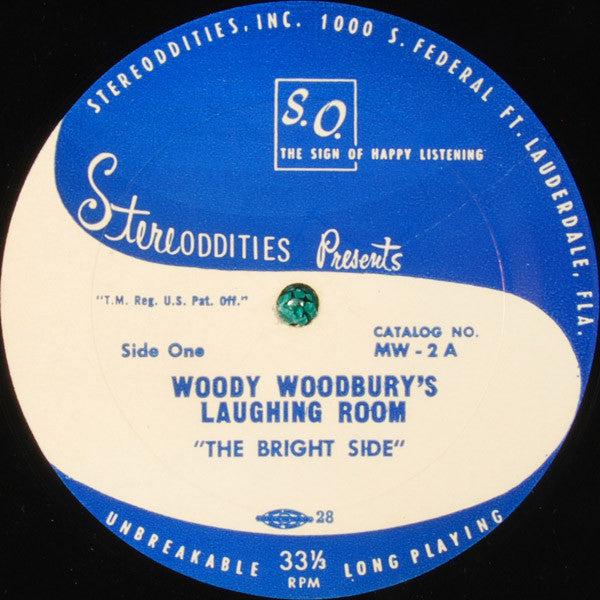 STEREODDITIES, INC. 1000 S. FEDERAL FT. LAUDERDALE, FLA.
S.O.
THE SIGN OF HAPPY LISTENING
STEREODDITIES Presents
"T.M. Reg. U.S. Pat. Off."
CATALOG NO.
Side One
MW - 2 A
WOODY WOODBURY'S
LAUGHING ROOM
"THE BRIGHT SIDE"
28
UNBREAKABLE 33⅓ LONG PLAYING
RPM